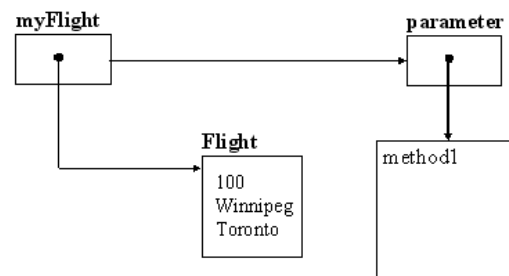 myFlight
parameter
Flight
100
Winnipeg
Toronto
method1